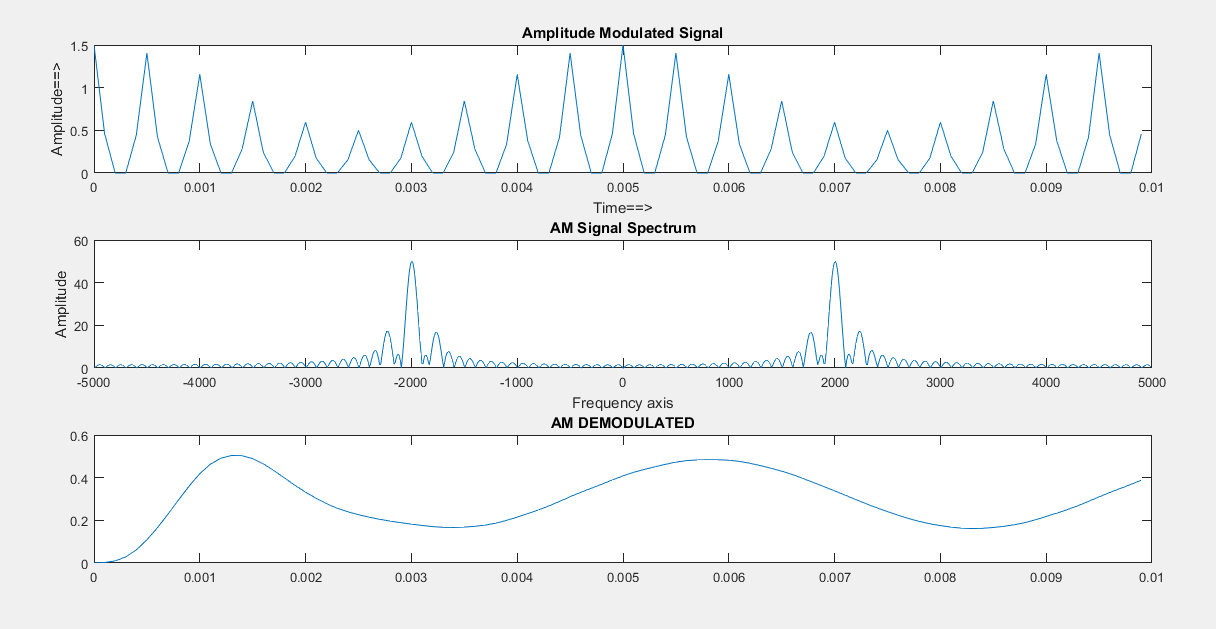 Amplitude Modulated Signal
Amplitude==>
1.5
1
0.5
0
0 0.001 0.002 0.003 0.004 0.005 0.006 0.007 0.008 0.009 0.01
Time==>
AM Signal Spectrum
Amplitude
60
40
20
0
-5000 -4000 -3000 -2000 -1000 0 1000 2000 3000 4000 5000
Frequency axis
AM DEMODULATED
0.6
0.4
0.2
0
0 0.001 0.002 0.003 0.004 0.005 0.006 0.007 0.008 0.009 0.01